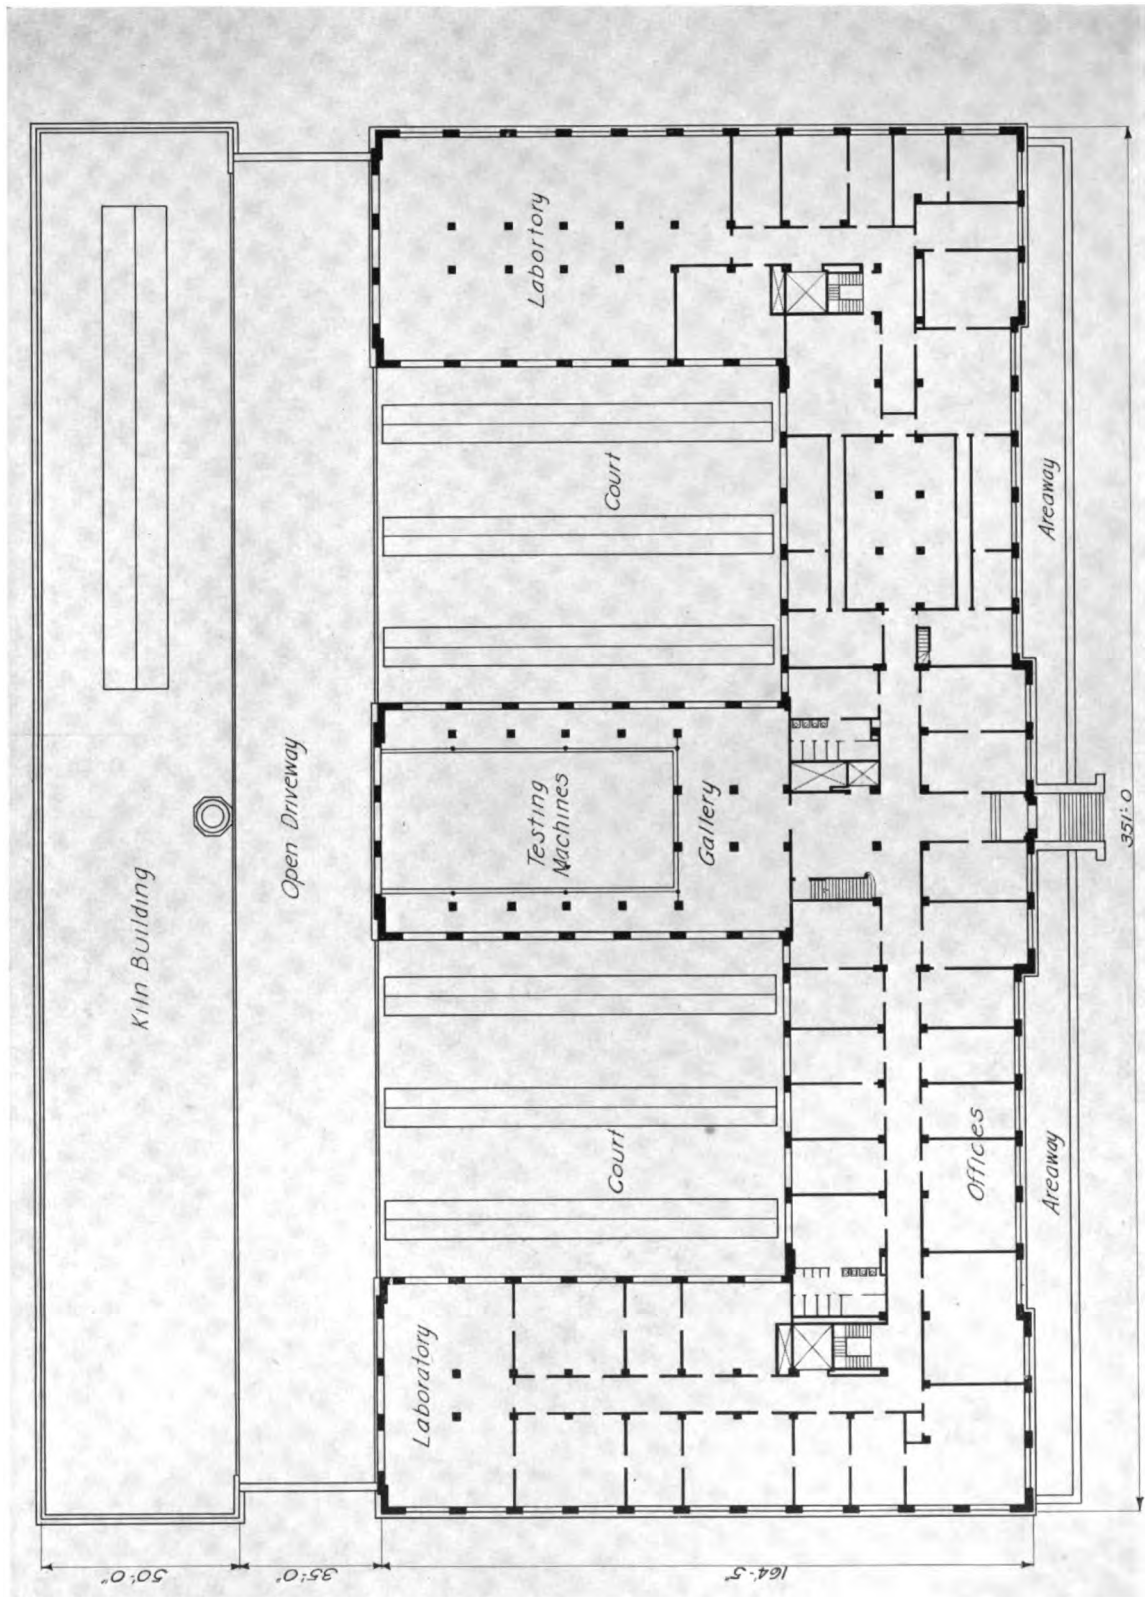 Kiln Building
Open Driveway
Labortory
Court
Testing
Machines
Gallery
Court
Laboratory
Offices
Areaway
Areaway
50'-0"
35'-0"
164'-5"
351'-0